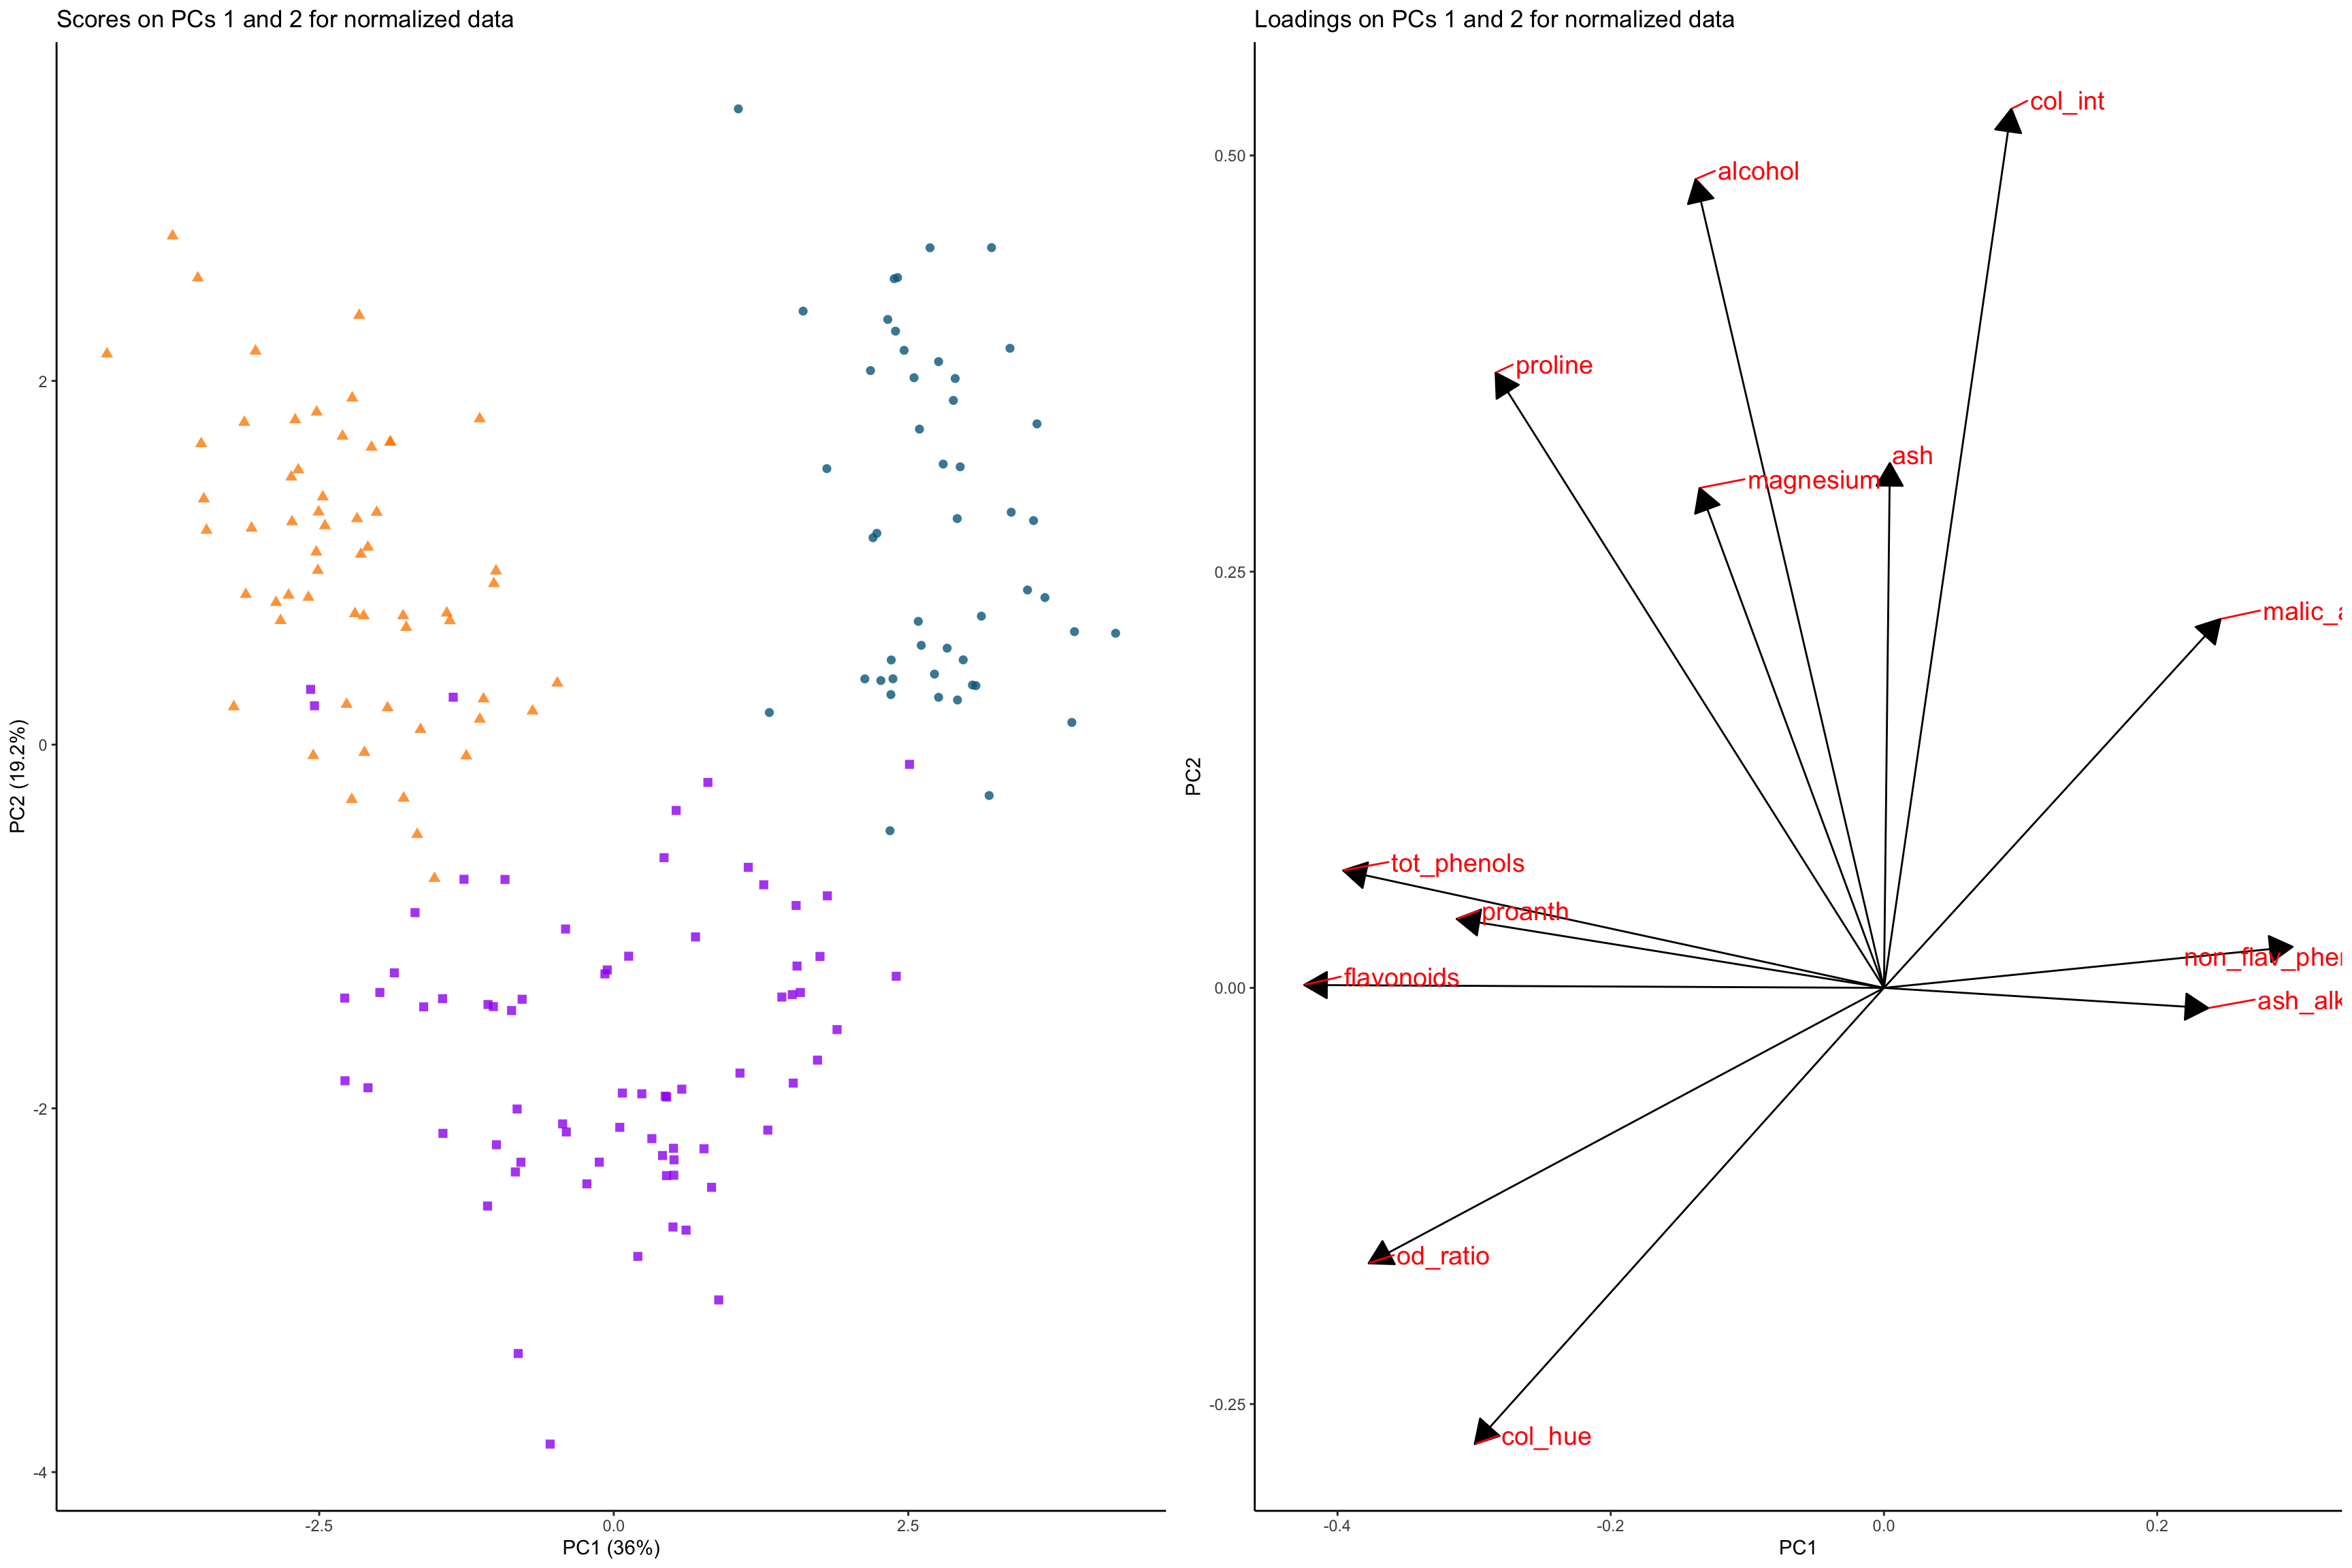 Scores on PCs 1 and 2 for normalized data
2
0
-2
-4
PC2 (19.2%)
-2.5
0.0
2.5
PC1 (36%)
Loadings on PCs 1 and 2 for normalized data
col_int
0.50
alcohol
proline
ash
magnesium
0.25
malic_a
PC2
tot_phenols
proanth
non_flav_phen
flavonoids
0.00
ash_alk
od_ratio
-0.25
col_hue
-0.4
-0.2
0.0
0.2
PC1